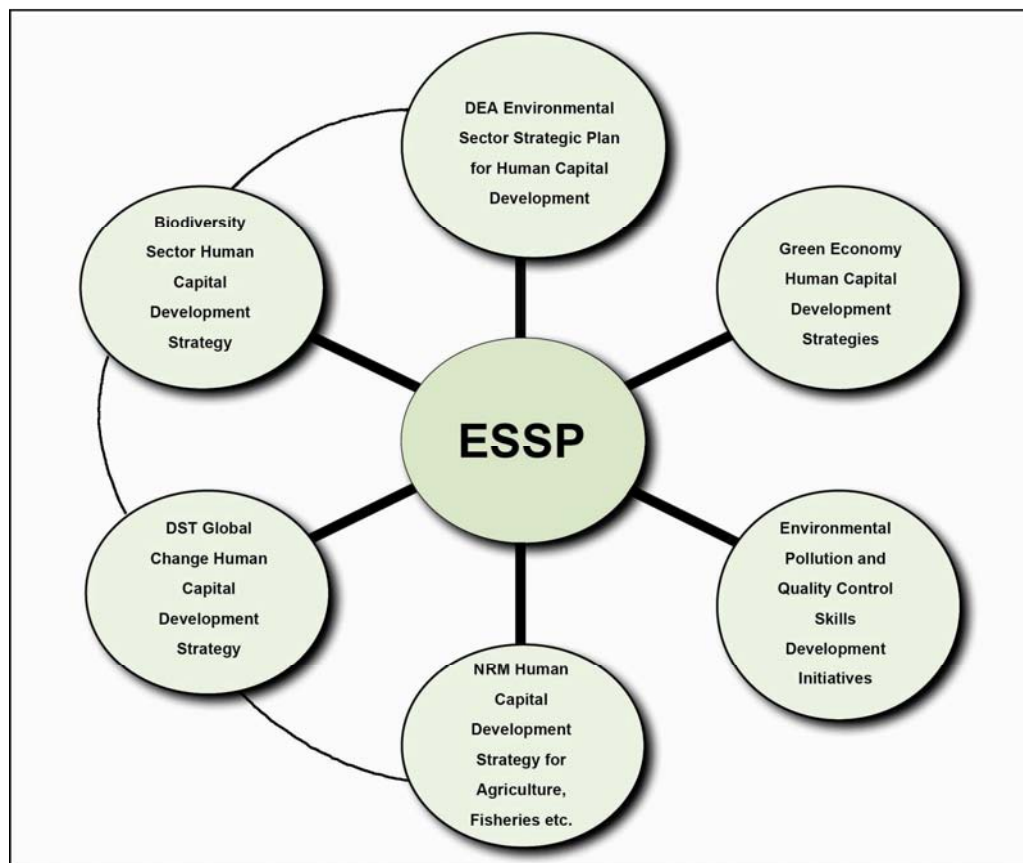 DEA Environmental
Sector Strategic Plan
for Human Capital
Development
Biodiversity
Sector Human
Capital
Development
Strategy
Green Economy
Human Capital
Development
Strategies
ESSP
DST Global
Change Human
Capital
Development
Strategy
Environmental
Pollution and
Quality Control
Skills
Development
Initiatives
NRM Human
Capital
Development
Strategy for
Agriculture,
Fisheries etc.